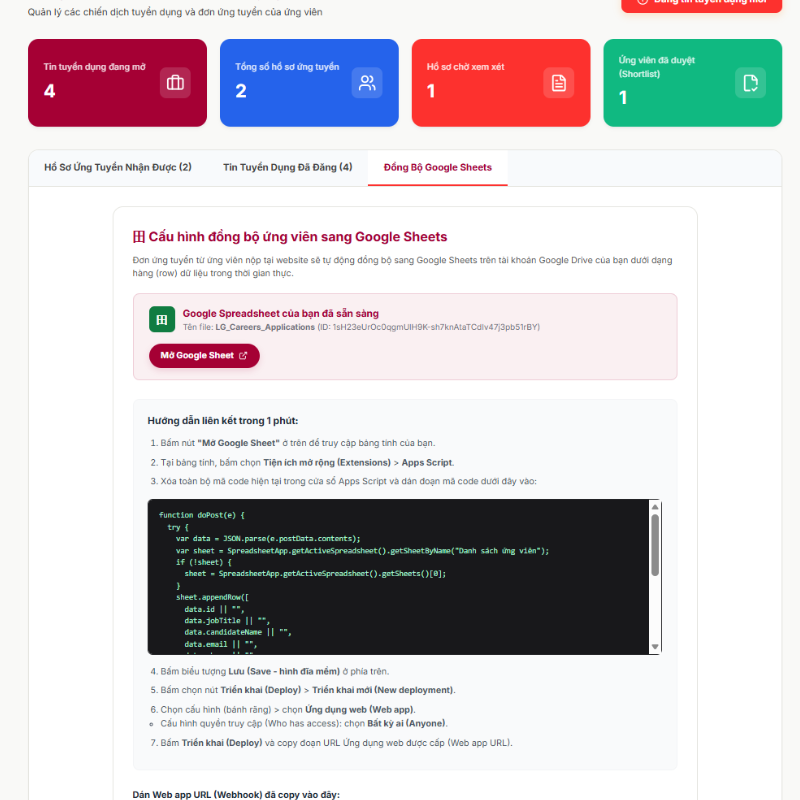 Quản lý các chiến dịch tuyển dụng và đơn ứng tuyển của ứng viên
Đăng tin tuyển dụng mới
Tin tuyển dụng đang mở
4
Tổng số hồ sơ ứng tuyển
2
Hồ sơ chờ xem xét
1
Ứng viên đã duyệt
(Shortlist)
1
Hồ Sơ Ứng Tuyển Nhận Được (2)
Tin Tuyển Dụng Đã Đăng (4)
Đồng Bộ Google Sheets
Cấu hình đồng bộ ứng viên sang Google Sheets
Đơn ứng tuyển từ ứng viên nộp tại website sẽ tự động đồng bộ sang Google Sheets trên tài khoản Google Drive của bạn dưới dạng
hàng (row) dữ liệu trong thời gian thực.
Google Spreadsheet của bạn đã sẵn sàng
Tên file: LG_Careers_Applications (ID: 1sH23eUrOc0qgmUIH9K-sh7knAtaTCdIv47j3pb51rBY)
Mở Google Sheet
Hướng dẫn liên kết trong 1 phút:
1. Bấm nút "Mở Google Sheet" ở trên để truy cập bảng tính của bạn.
2. Tại bảng tính, bấm chọn Tiện ích mở rộng (Extensions) > Apps Script.
3. Xóa toàn bộ mã code hiện tại trong cửa sổ Apps Script và dán đoạn mã code dưới đây vào:
function doPost(e) {
try {
var data = JSON.parse(e.postData.contents);
var sheet = SpreadsheetApp.getActiveSpreadsheet().getSheetByName("Danh sách ứng viên");
if (!sheet) {
sheet = SpreadsheetApp.getActiveSpreadsheet().getSheets()[0];
}
sheet.appendRow([
data.id || "",
data.jobTitle || "",
data.candidateName || "",
data.email || "",
4. Bấm biểu tượng Lưu (Save - hình đĩa mềm) ở phía trên.
5. Bấm chọn nút Triển khai (Deploy) > Triển khai mới (New deployment).
6. Chọn cấu hình (bánh răng) > chọn Ứng dụng web (Web app).
Cấu hình quyền truy cập (Who has access): chọn Bất kỳ ai (Anyone).
7. Bấm Triển khai (Deploy) và copy đoạn URL Ứng dụng web được cấp (Web app URL).
Dán Web app URL (Webhook) đã copy vào đây: